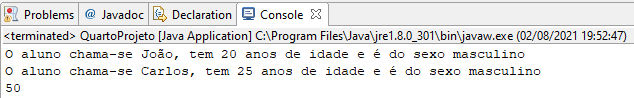 Problems @ Javadoc Declaration Console
<terminated> QuartoProjeto [Java Application] C:\Program Files\Java\jre1.8.0_301\bin\javaw.exe (02/08/2021 19:52:47)
O aluno chama-se João, tem 20 anos de idade e é do sexo masculino
O aluno chama-se Carlos, tem 25 anos de idade e é do sexo masculino
50